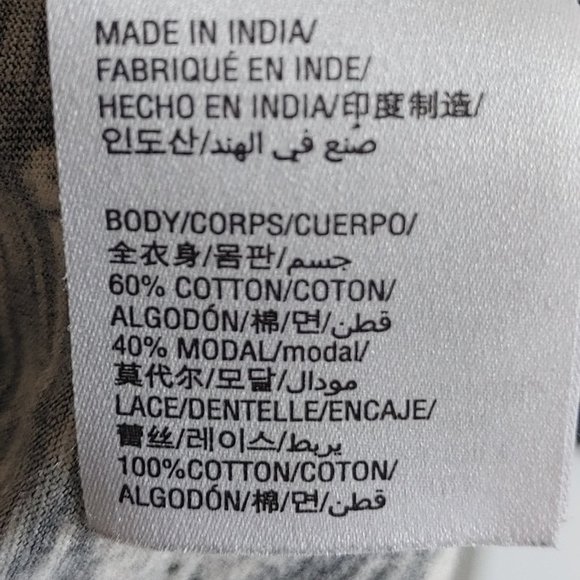 MADE IN INDIA/
FABRIQUÉ EN INDE/
HECHO EN INDIA/印度制造/
인도산/صنع في الهند
BODY/CORPS/CUERPO/
全衣身/몸판/جسم
60% COTTON/COTON/
ALGODÓN/棉/면/قطن
40% MODAL/modal/
莫代尔/모달/مودال
LACE/DENTELLE/ENCAJE/
蕾丝/레이스/يربط
100%COTTON/COTON/
ALGODÓN/棉/면/قطن